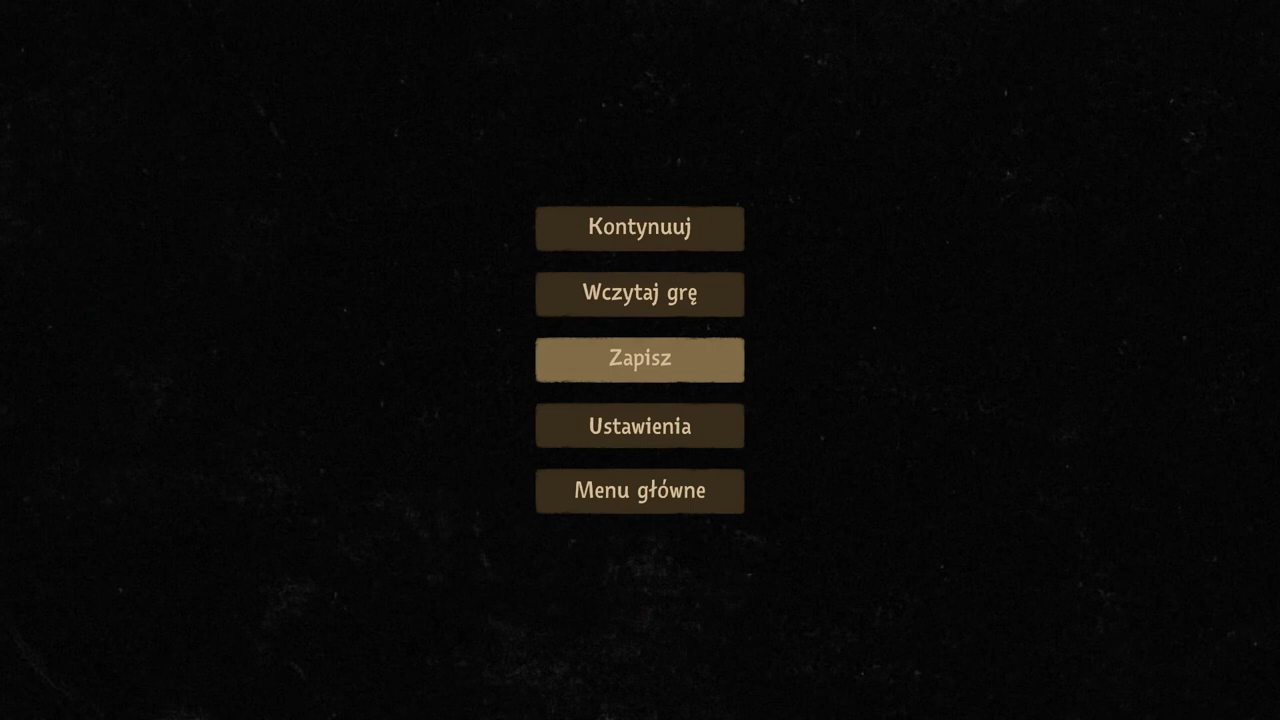 Kontynuuj
Wczytaj grę
Zapisz
Ustawienia
Menu główne